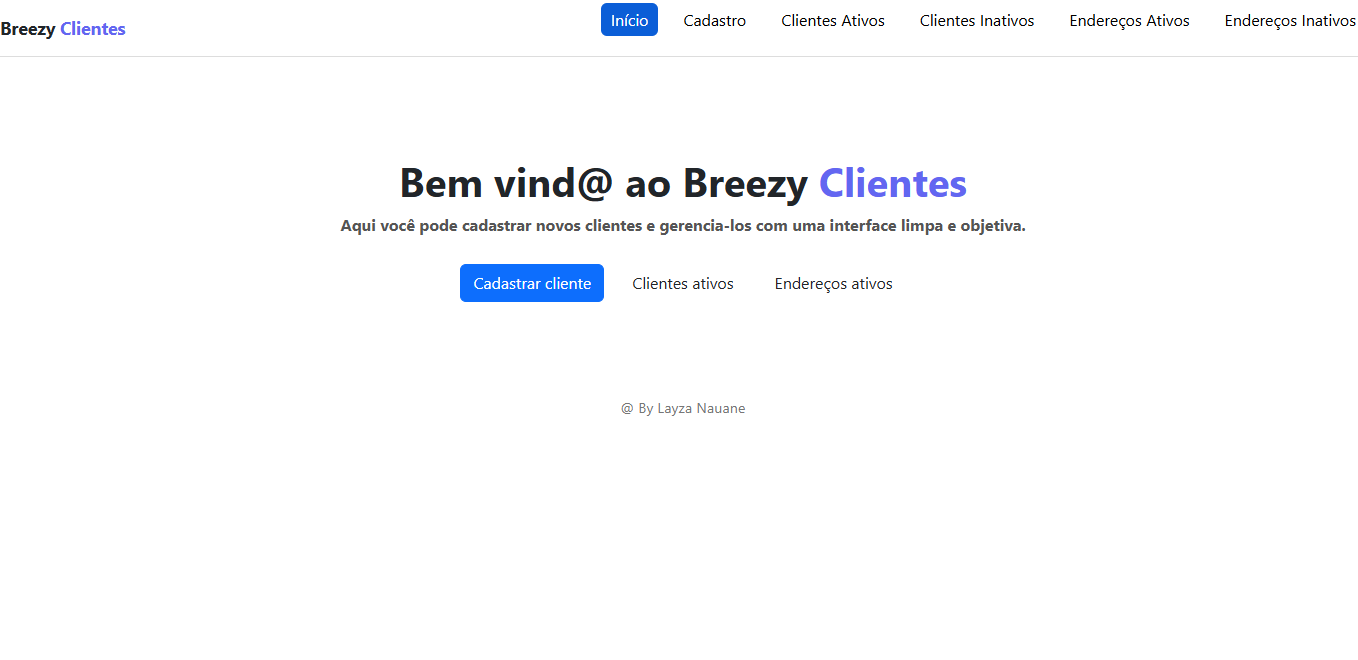 Breezy Clientes
Início Cadastro Clientes Ativos Clientes Inativos Endereços Ativos Endereços Inativos
Bem vind@ ao Breezy Clientes
Aqui você pode cadastrar novos clientes e gerencia-los com uma interface limpa e objetiva.
Cadastrar cliente Clientes ativos Endereços ativos
@ By Layza Nauane